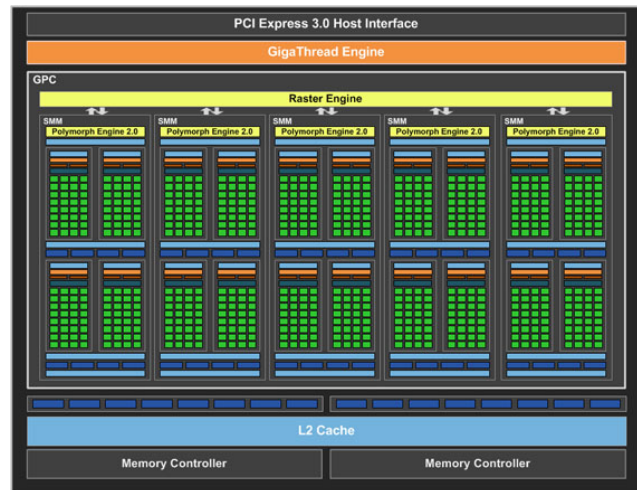 PCI Express 3.0 Host Interface
GigaThread Engine
GPC
Raster Engine
SMM SMM SMM SMM SMM
Polymorph Engine 2.0 Polymorph Engine 2.0 Polymorph Engine 2.0 Polymorph Engine 2.0 Polymorph Engine 2.0
L2 Cache
Memory Controller Memory Controller